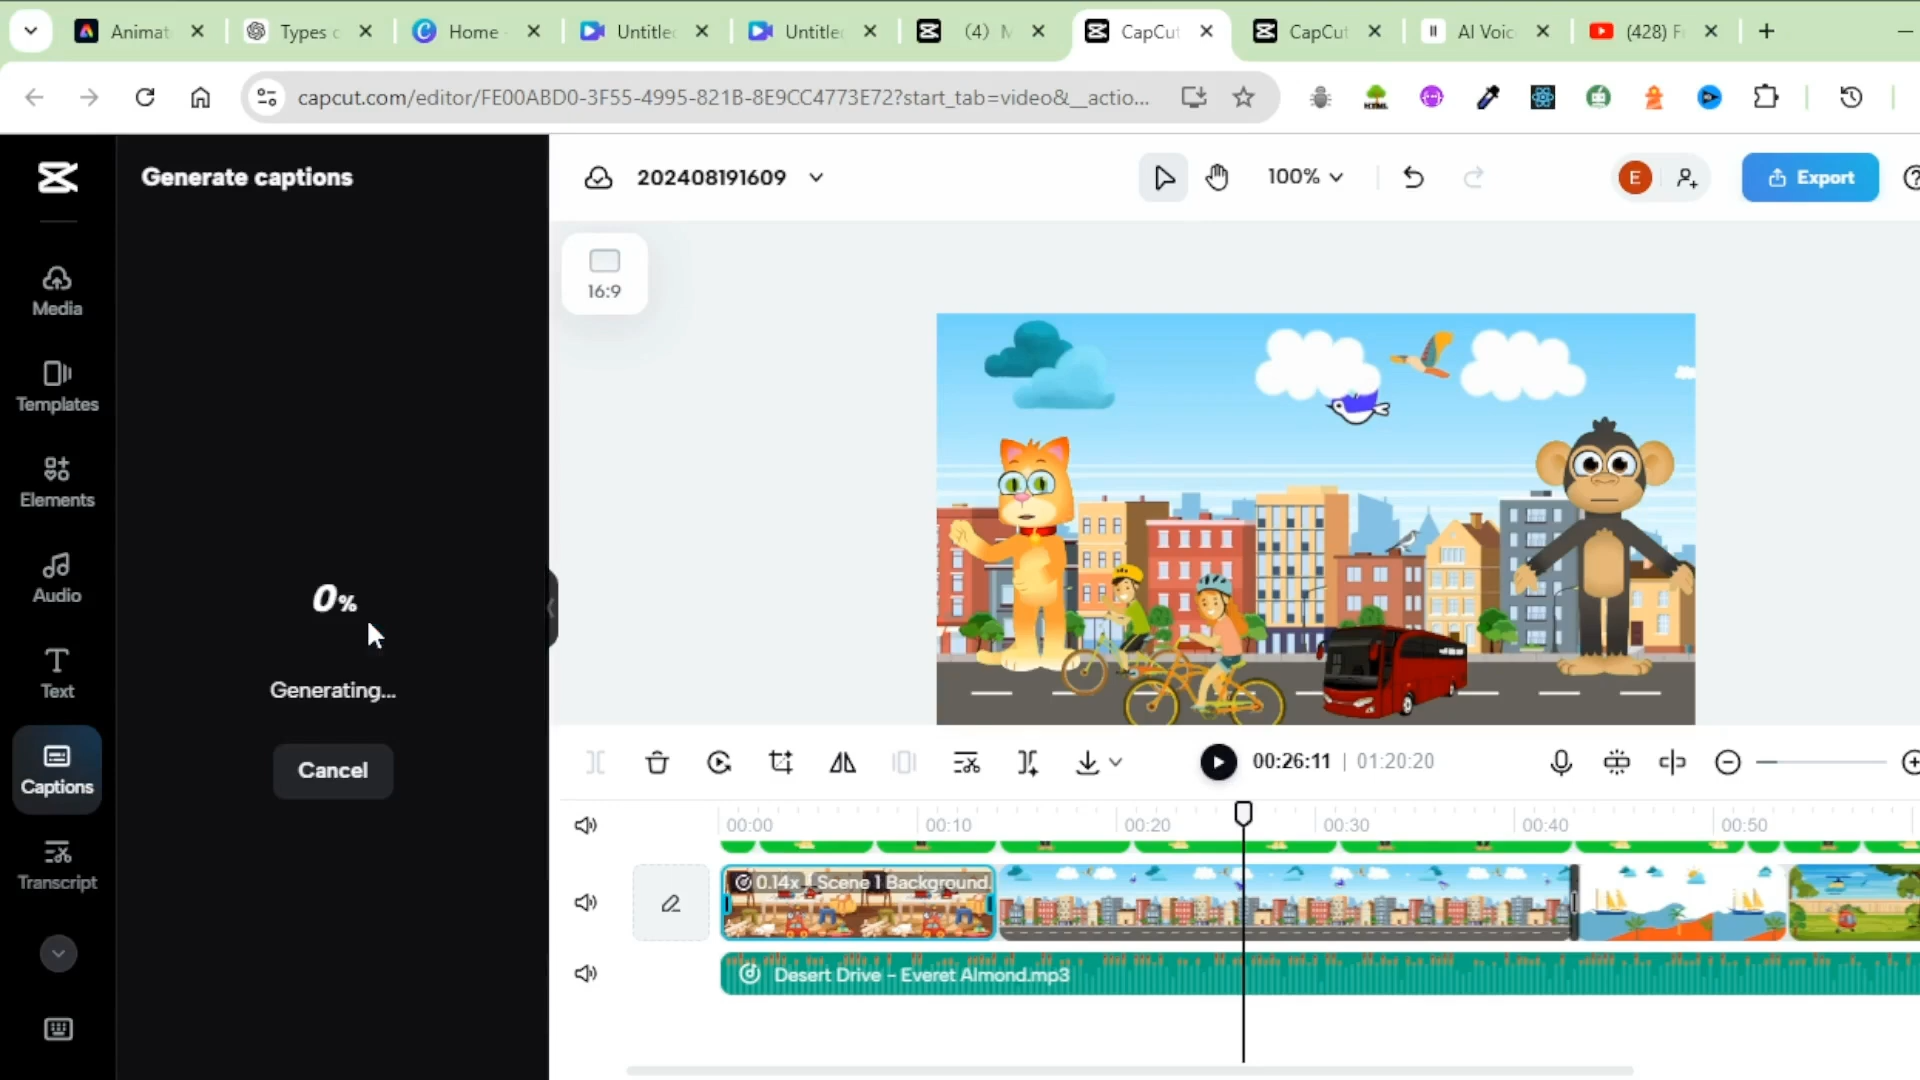 Animat
Types
Home
Untitle
Untitle
(4)
CapCut
CapCut
AI Voic
(428)
capcut.com/editor/FE00ABD0-3F55-4995-821B-8E9CC4773E72?start_tab=video&__actio...
Generate captions
202408191609
100%
E
Export
16:9
Media
Templates
Elements
Audio
Text
Captions
Transcript
0%
Generating...
Cancel
00:26:11 | 01:20:20
00:00
00:10
00:20
00:30
00:40
00:50
0.14x Scene 1 Background.
Desert Drive - Everet Almond.mp3